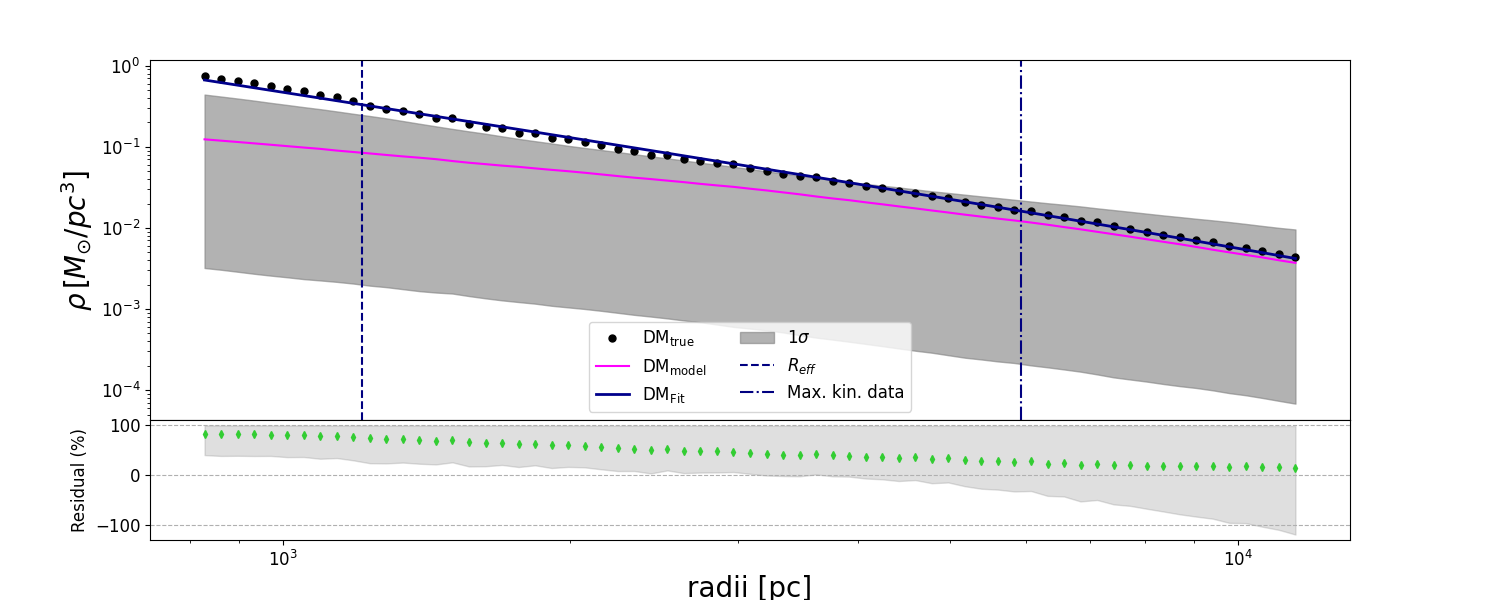 10⁰
10⁻¹
10⁻²
10⁻³
10⁻⁴
ρ [M⊙/pc³]
DM_true
DM_model
DM_Fit
1σ
R_eff
Max. kin. data
100
0
−100
Residual (%)
10³
10⁴
radii [pc]